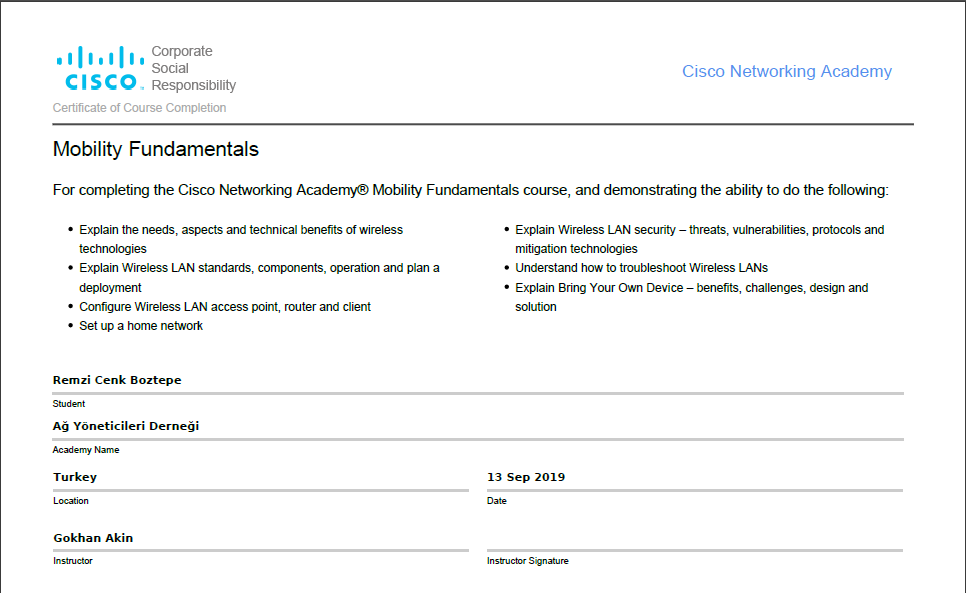 CISCO
Corporate
Social
Responsibility
Cisco Networking Academy
Certificate of Course Completion
Mobility Fundamentals
For completing the Cisco Networking Academy® Mobility Fundamentals course, and demonstrating the ability to do the following:
• Explain the needs, aspects and technical benefits of wireless
technologies
• Explain Wireless LAN standards, components, operation and plan a
deployment
• Configure Wireless LAN access point, router and client
• Set up a home network
• Explain Wireless LAN security – threats, vulnerabilities, protocols and
mitigation technologies
• Understand how to troubleshoot Wireless LANs
• Explain Bring Your Own Device – benefits, challenges, design and
solution
Remzi Cenk Boztepe
Student
Ağ Yöneticileri Derneği
Academy Name
Turkey
Location
13 Sep 2019
Date
Gokhan Akin
Instructor
Instructor Signature